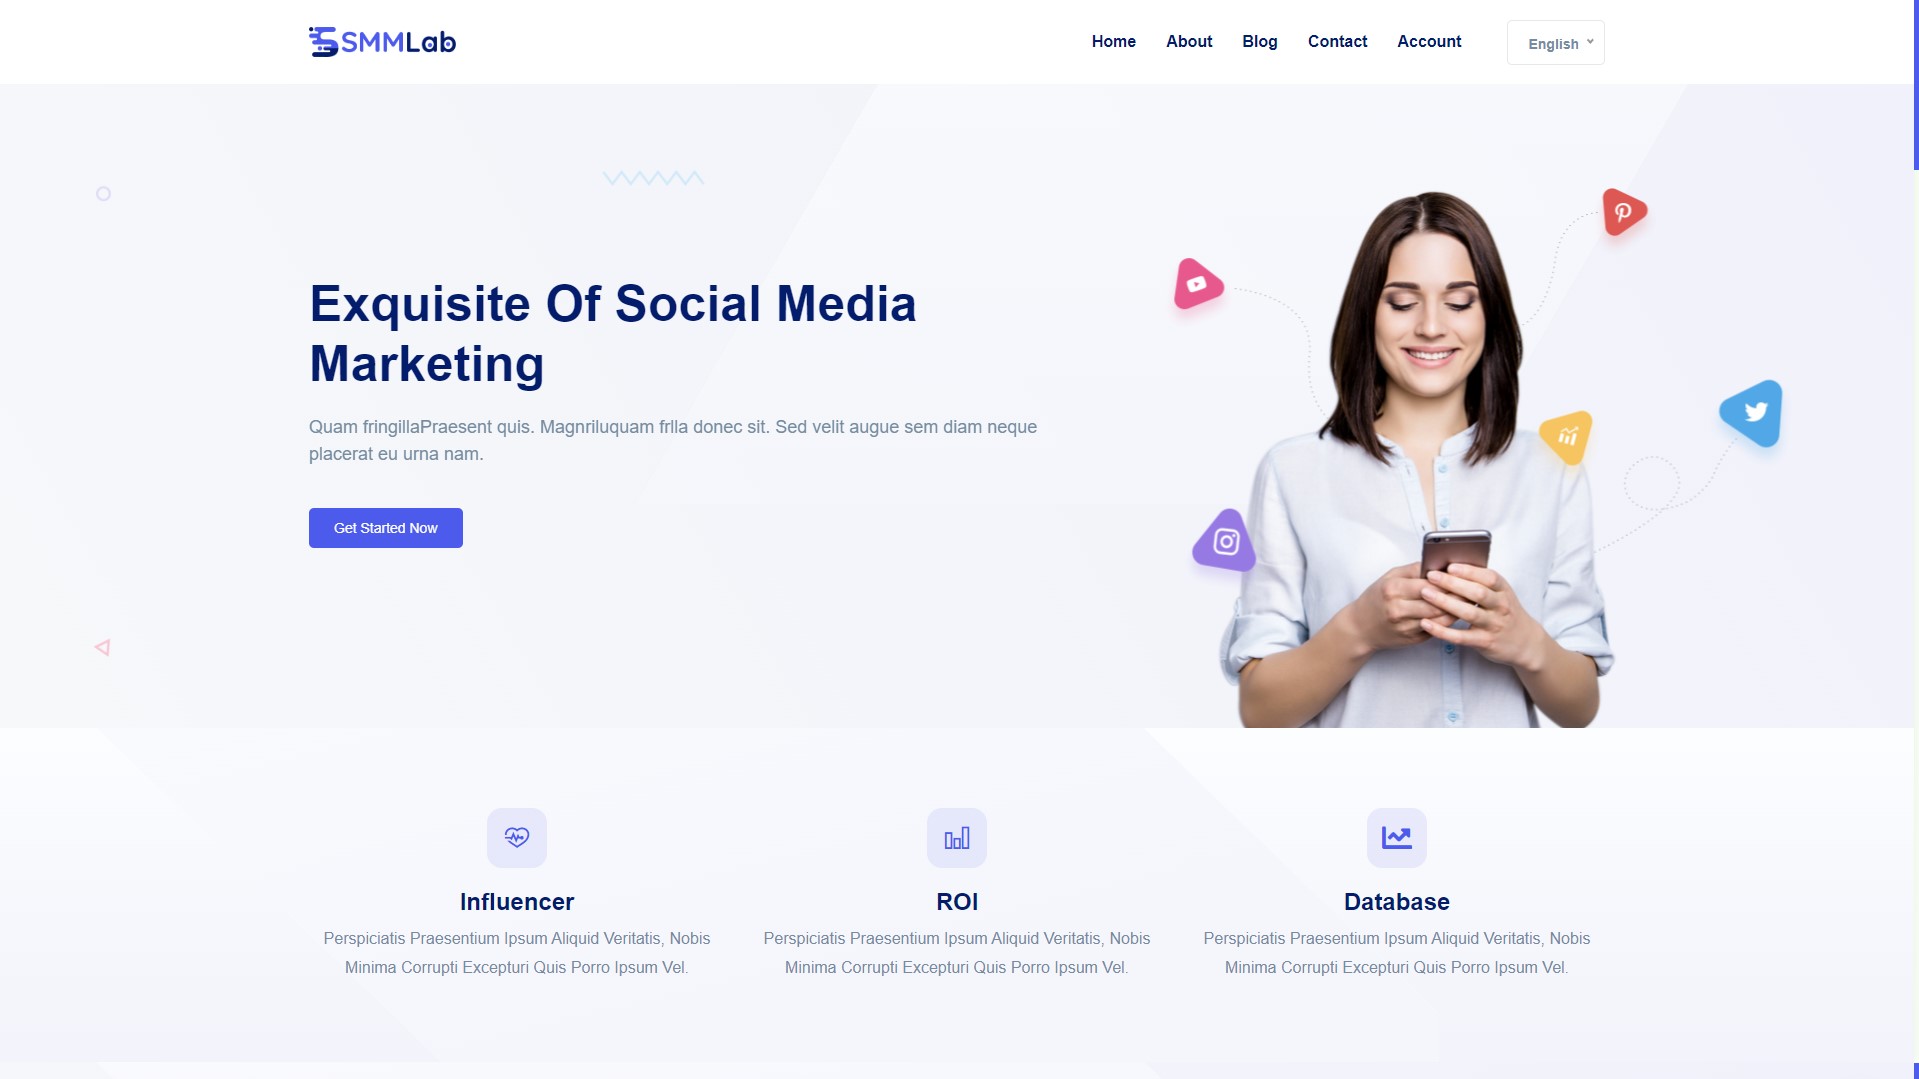 SSMMLab
Home About Blog Contact Account English
Exquisite Of Social Media
Marketing
Quam fringillaPraesent quis. Magnriluquam frlla donec sit. Sed velit augue sem diam neque
placerat eu urna nam.
Get Started Now
Influencer
Perspiciatis Praesentium Ipsum Aliquid Veritatis, Nobis
Minima Corrupti Excepturi Quis Porro Ipsum Vel.
ROI
Perspiciatis Praesentium Ipsum Aliquid Veritatis, Nobis
Minima Corrupti Excepturi Quis Porro Ipsum Vel.
Database
Perspiciatis Praesentium Ipsum Aliquid Veritatis, Nobis
Minima Corrupti Excepturi Quis Porro Ipsum Vel.